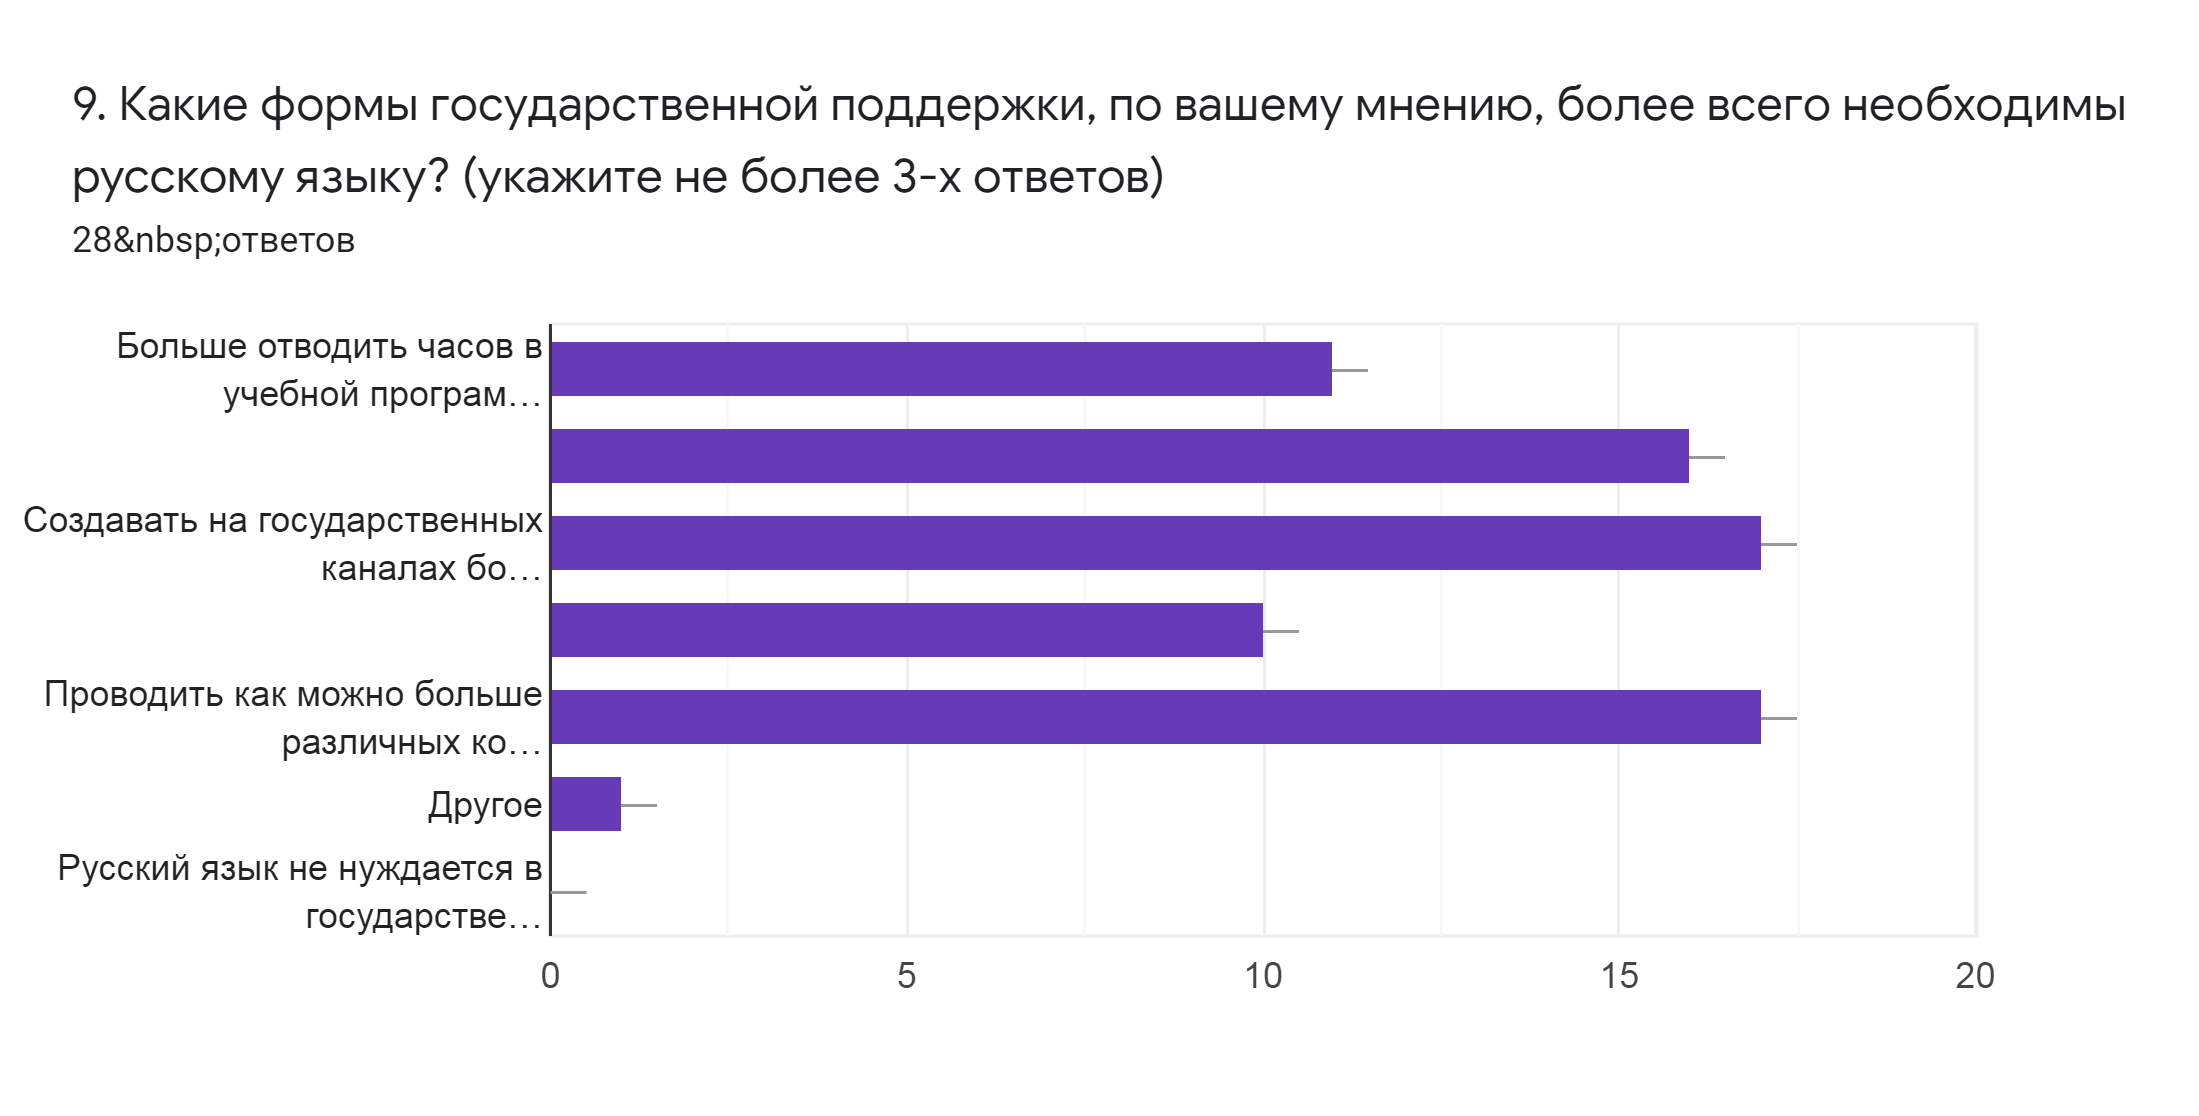 9. Какие формы государственной поддержки, по вашему мнению, более всего необходимы
русскому языку? (укажите не более 3-х ответов)
28&nbsp;ответов
Больше отводить часов в
учебной програм…
Создавать на государственных
каналах бо…
Проводить как можно больше
различных ко…
Другое
Русский язык не нуждается в
государстве…
0 5 10 15 20